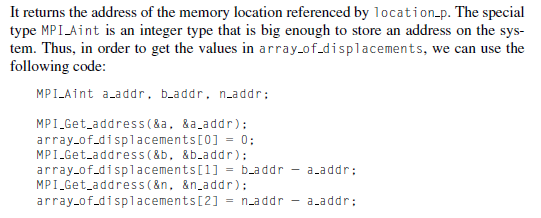 It returns the address of the memory location referenced by location_p. The special
type MPI_Aint is an integer type that is big enough to store an address on the sys-
tem. Thus, in order to get the values in array_of_displacements, we can use the
following code:
MPI_Aint a_addr, b_addr, n_addr;
MPI_Get_address(&a, &a_addr);
array_of_displacements[0] = 0;
MPI_Get_address(&b, &b_addr);
array_of_displacements[1] = b_addr − a_addr;
MPI_Get_address(&n, &n_addr);
array_of_displacements[2] = n_addr − a_addr;